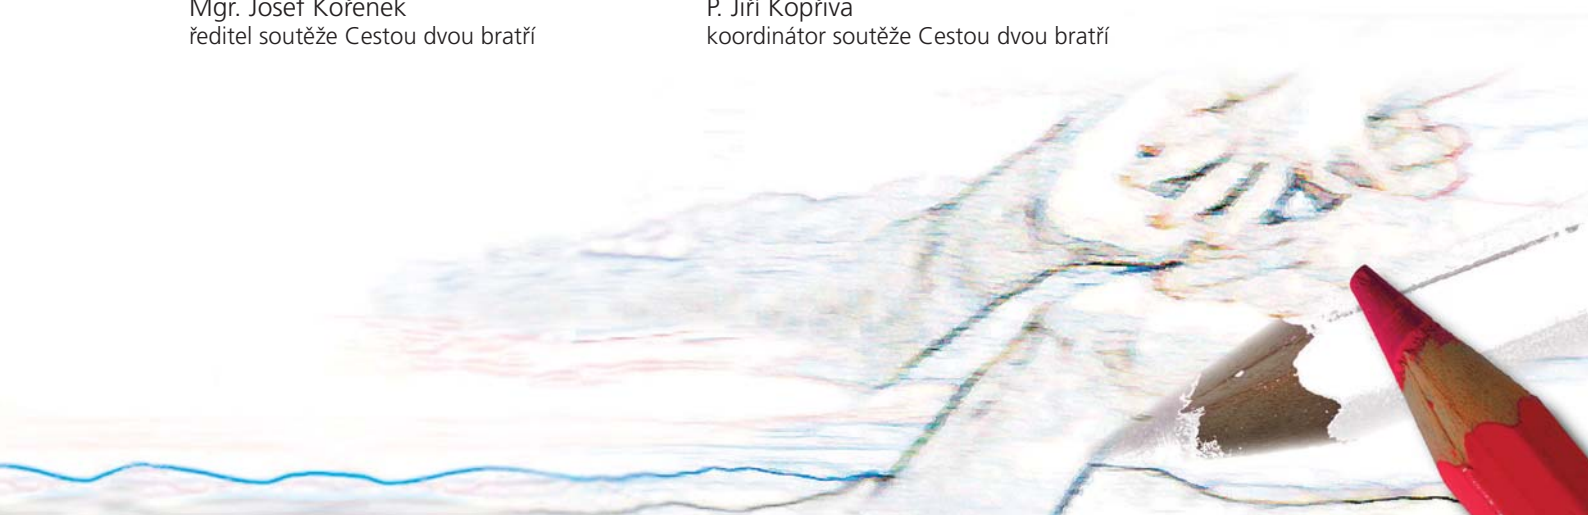 Mgr. Josef Kořenek
ředitel soutěže Cestou dvou bratří
P. Jiří Kopřiva
koordinátor soutěže Cestou dvou bratří